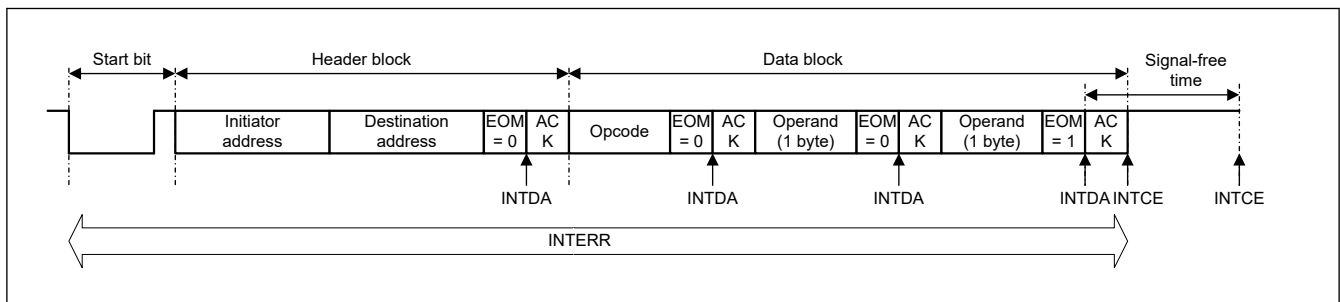 Start bit
Header block
Data block
Signal-free
time
Initiator
address
Destination
address
EOM
= 0
AC
K
Opcode
EOM
= 0
AC
K
Operand
(1 byte)
EOM
= 0
AC
K
Operand
(1 byte)
EOM
= 1
AC
K
INTDA
INTDA
INTDA
INTDA
INTCE
INTCE
INTERR